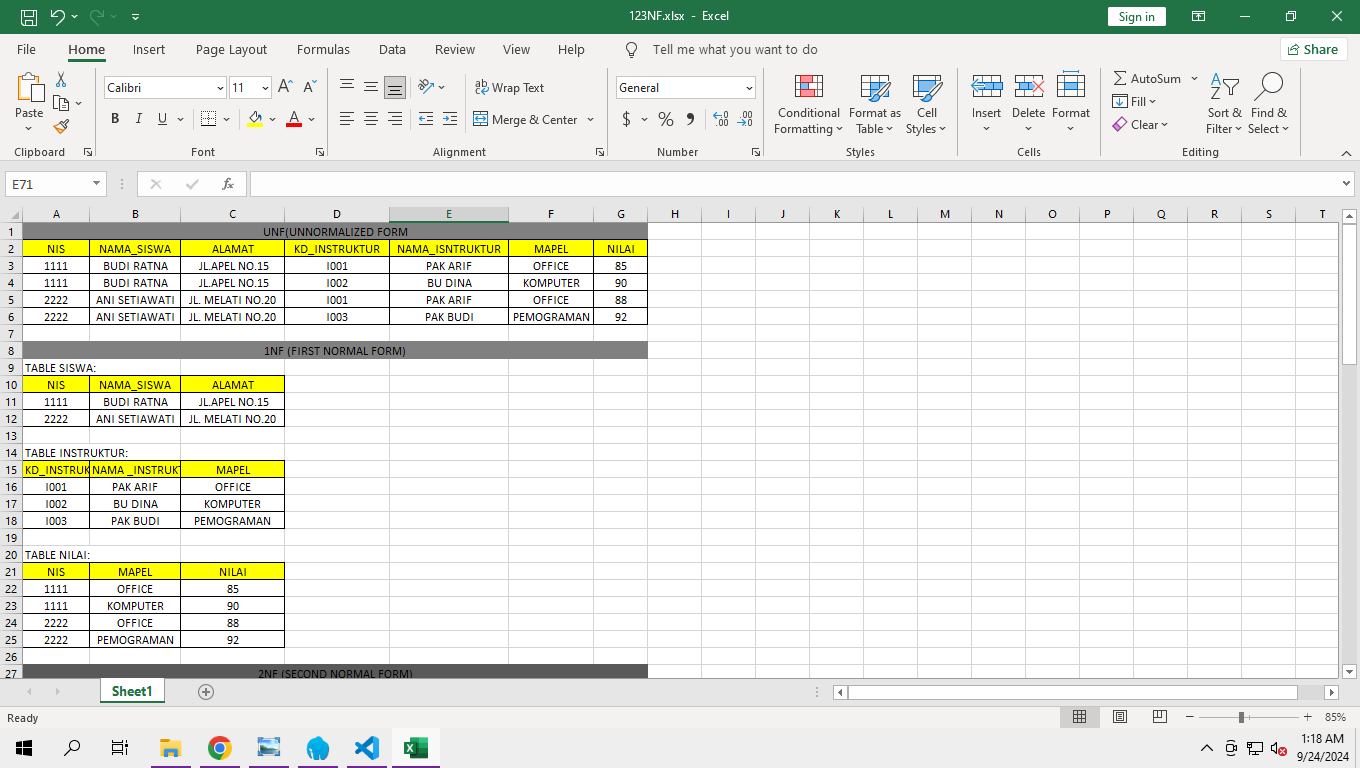 123NF.xlsx - Excel
Sign in
File Home Insert Page Layout Formulas Data Review View Help Tell me what you want to do Share
Paste
Calibri 11
B I U
Wrap Text
Merge & Center
General
$ % 9
Conditional Formatting
Format as Table
Cell Styles
Insert Delete Format
AutoSum
Fill
Clear
Sort & Filter
Find & Select
Clipboard Font Alignment Number Styles Cells Editing
E71 fx
A B C D E F G H I J K L M N O P Q R S T
1 UNF(UNNORMALIZED FORM
2 NIS NAMA_SISWA ALAMAT KD_INSTRUKTUR NAMA_ISNTRUKTUR MAPEL NILAI
3 1111 BUDI RATNA JL.APEL NO.15 I001 PAK ARIF OFFICE 85
4 1111 BUDI RATNA JL.APEL NO.15 I002 BU DINA KOMPUTER 90
5 2222 ANI SETIAWATI JL. MELATI NO.20 I001 PAK ARIF OFFICE 88
6 2222 ANI SETIAWATI JL. MELATI NO.20 I003 PAK BUDI PEMOGRAMAN 92
7
8 1NF (FIRST NORMAL FORM)
9 TABLE SISWA:
10 NIS NAMA_SISWA ALAMAT
11 1111 BUDI RATNA JL.APEL NO.15
12 2222 ANI SETIAWATI JL. MELATI NO.20
13
14 TABLE INSTRUKTUR:
15 KD_INSTRUK NAMA _INSTRUKT MAPEL
16 I001 PAK ARIF OFFICE
17 I002 BU DINA KOMPUTER
18 I003 PAK BUDI PEMOGRAMAN
19
20 TABLE NILAI:
21 NIS MAPEL NILAI
22 1111 OFFICE 85
23 1111 KOMPUTER 90
24 2222 OFFICE 88
25 2222 PEMOGRAMAN 92
26
27 2NF (SECOND NORMAL FORM)
Sheet1
Ready 85%
1:18 AM
9/24/2024